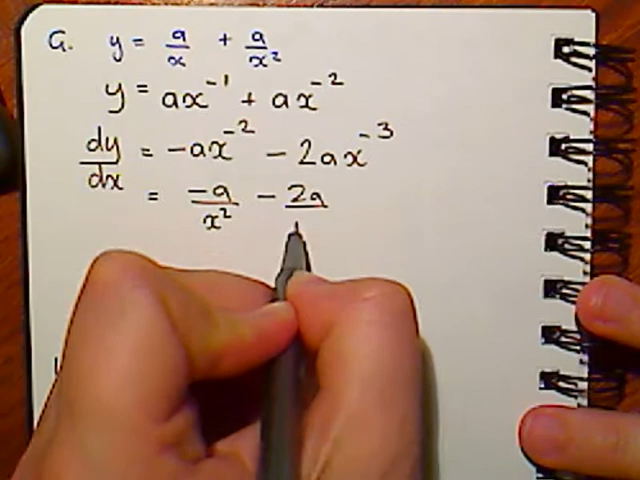 G. y = a/x + a/x²
y = ax⁻¹ + ax⁻²
dy/dx = -ax⁻² - 2ax⁻³
= -a/x² - 2a/